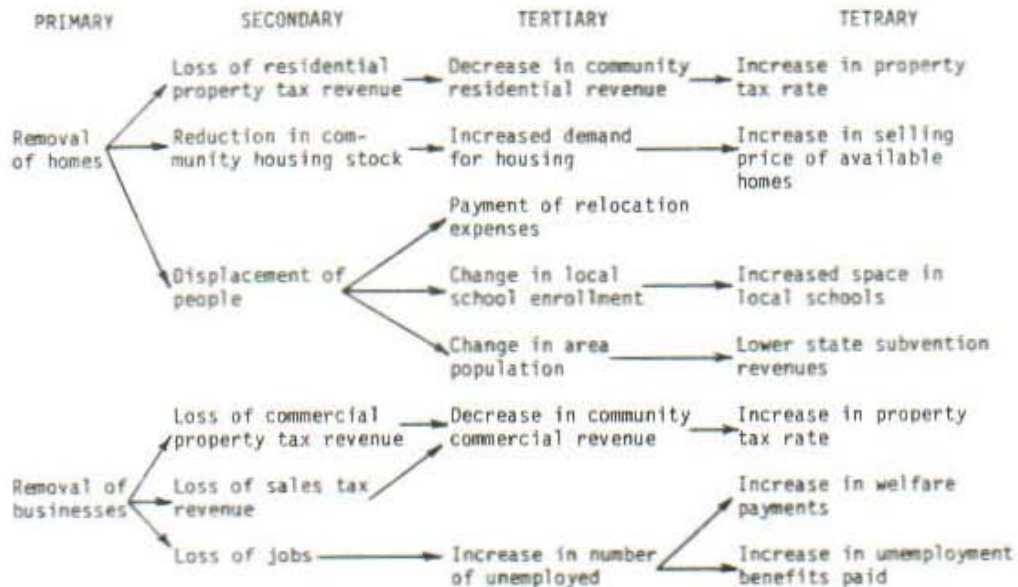 PRIMARY SECONDARY TERTIARY TETRARY
Loss of residential
property tax revenue
Decrease in community
residential revenue
Increase in property
tax rate
Removal
of homes
Reduction in com-
munity housing stock
Increased demand
for housing
Increase in selling
price of available
homes
Payment of relocation
expenses
Displacement of
people
Change in local
school enrollment
Increased space in
local schools
Change in area
population
Lower state subvention
revenues
Loss of commercial
property tax revenue
Decrease in community
commercial revenue
Increase in property
tax rate
Removal of
businesses
Loss of sales tax
revenue
Increase in welfare
payments
Loss of jobs
Increase in number
of unemployed
Increase in unemployment
benefits paid